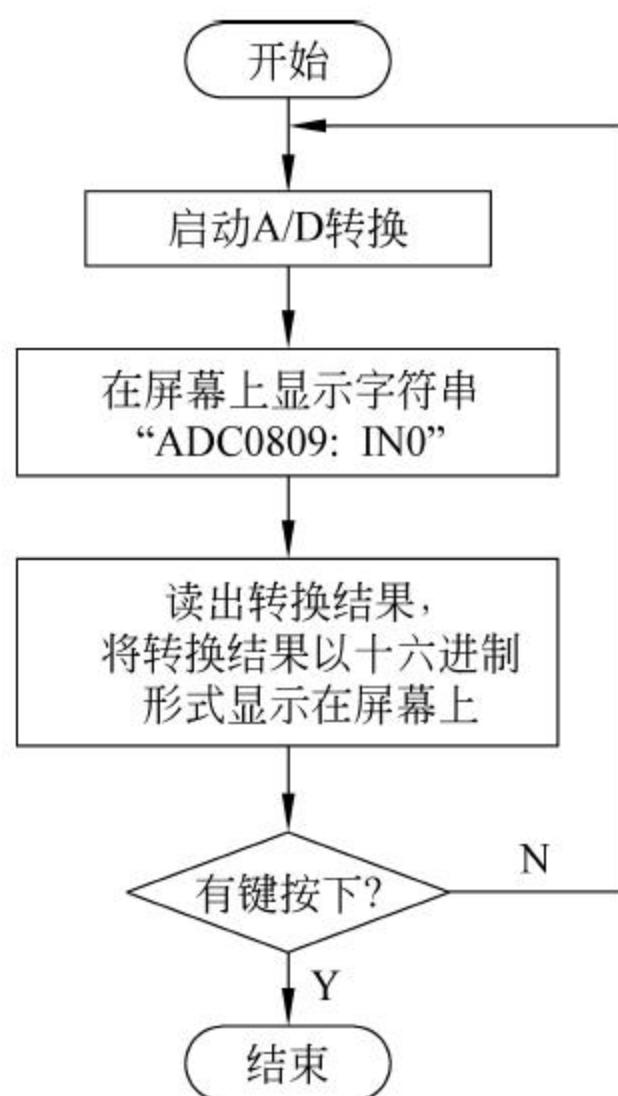 开始
启动A/D转换
在屏幕上显示字符串
“ADC0809: IN0”
读出转换结果，
将转换结果以十六进制
形式显示在屏幕上
有键按下?
N
Y
结束